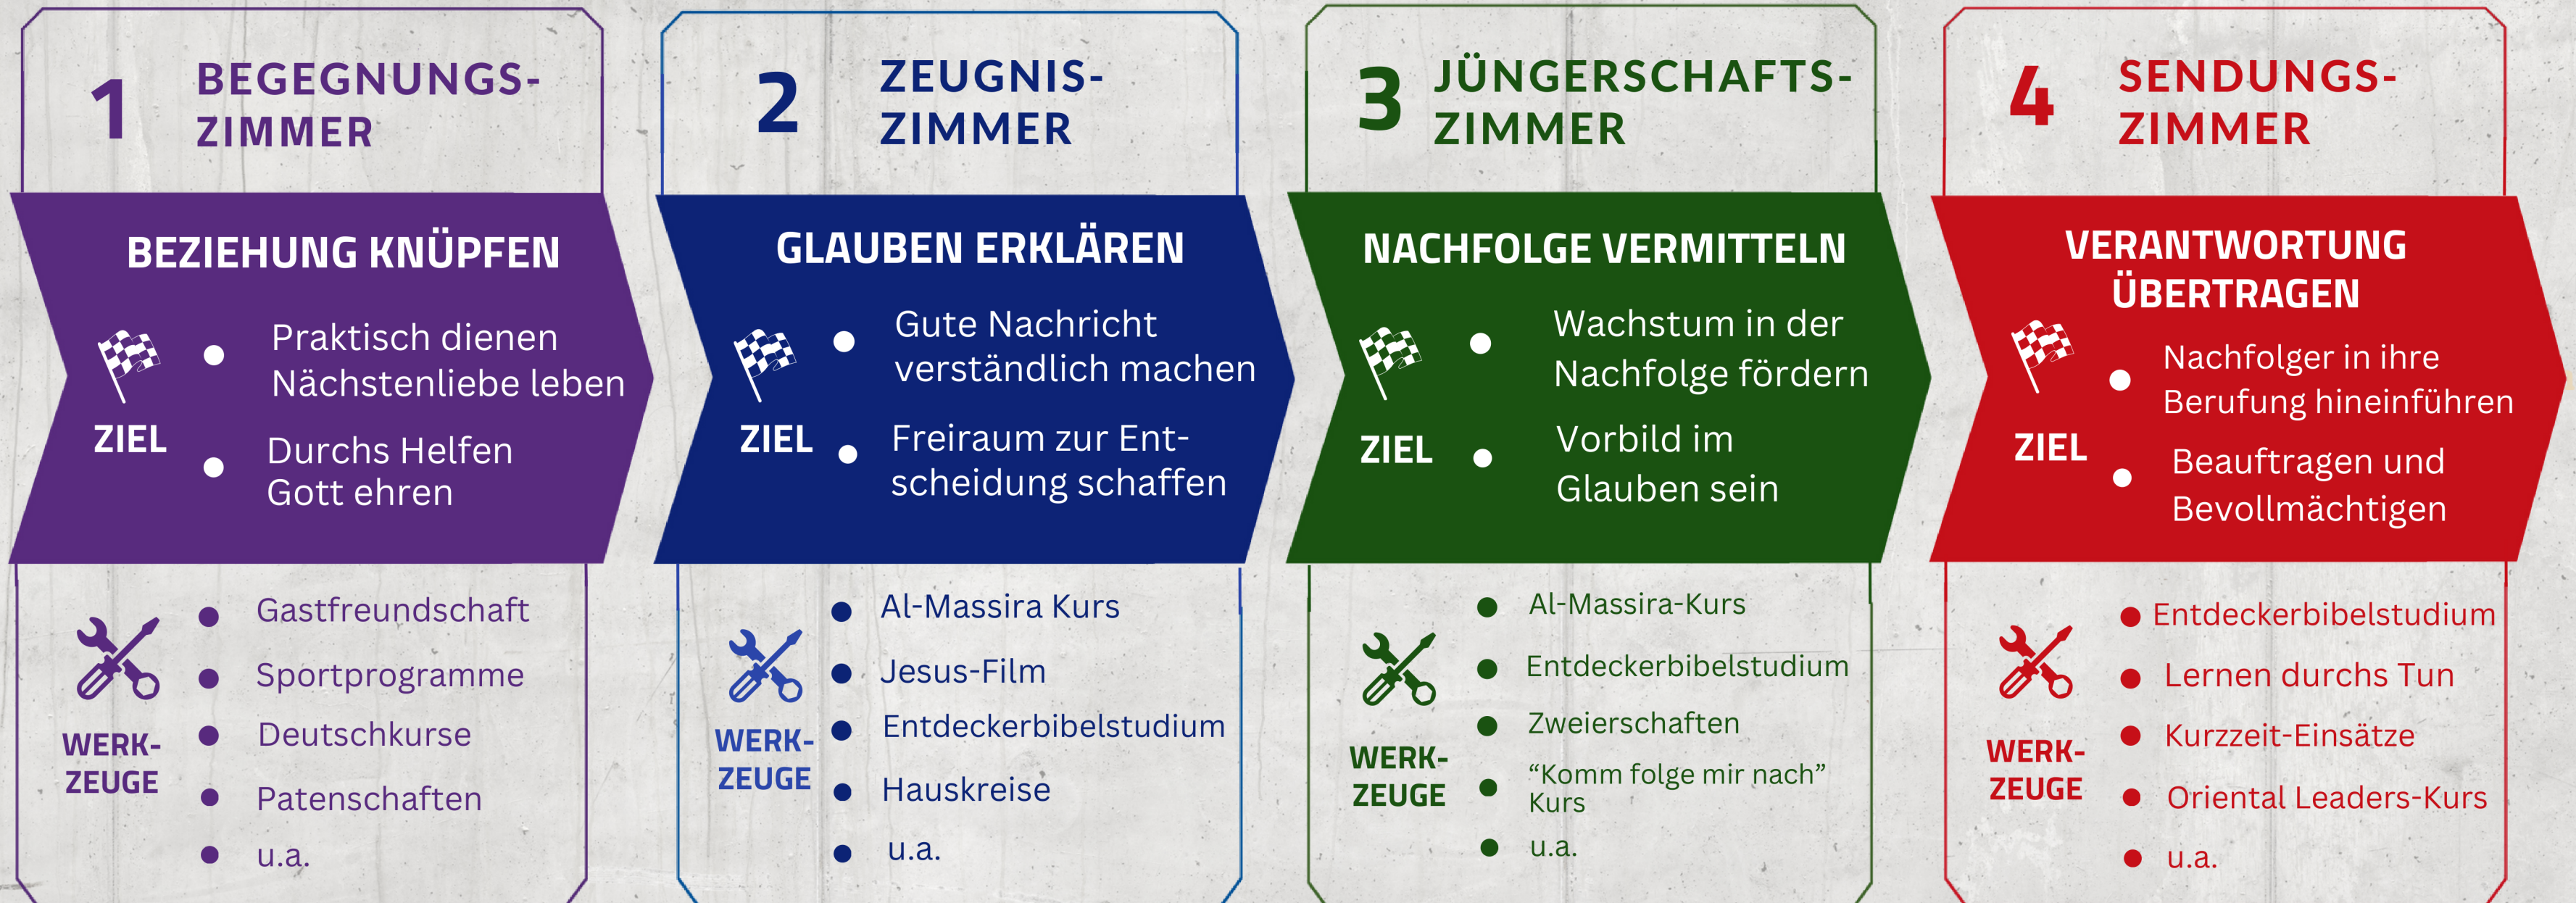 1
BEGEGNUNGS-
ZIMMER
BEZIEHUNG KNÜPFEN
ZIEL
● Praktisch dienen
Nächstenliebe leben
● Durchs Helfen
Gott ehren
WERK-
ZEUGE
● Gastfreundschaft
● Sportprogramme
● Deutschkurse
● Patenschaften
● u.a.
2
ZEUGNIS-
ZIMMER
GLAUBEN ERKLÄREN
ZIEL
● Gute Nachricht
verständlich machen
● Freiraum zur Ent-
scheidung schaffen
WERK-
ZEUGE
● Al-Massira Kurs
● Jesus-Film
● Entdeckerbibelstudium
● Hauskreise
● u.a.
3
JÜNGERSCHAFTS-
ZIMMER
NACHFOLGE VERMITTELN
ZIEL
● Wachstum in der
Nachfolge fördern
● Vorbild im
Glauben sein
WERK-
ZEUGE
● Al-Massira-Kurs
● Entdeckerbibelstudium
● Zweierschaften
● “Komm folge mir nach”
Kurs
● u.a.
4
SENDUNGS-
ZIMMER
VERANTWORTUNG
ÜBERTRAGEN
ZIEL
● Nachfolger in ihre
Berufung hineinführen
● Beauftragen und
Bevollmächtigen
WERK-
ZEUGE
● Entdeckerbibelstudium
● Lernen durchs Tun
● Kurzzeit-Einsätze
● Oriental Leaders-Kurs
● u.a.